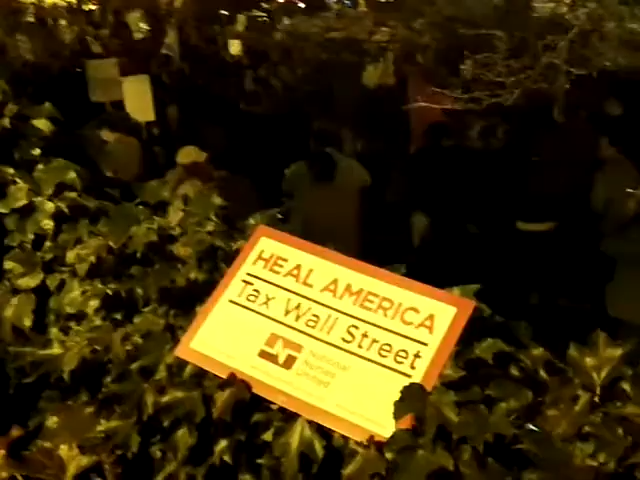 HEAL AMERICA
Tax Wall Street
National
Nurses
United